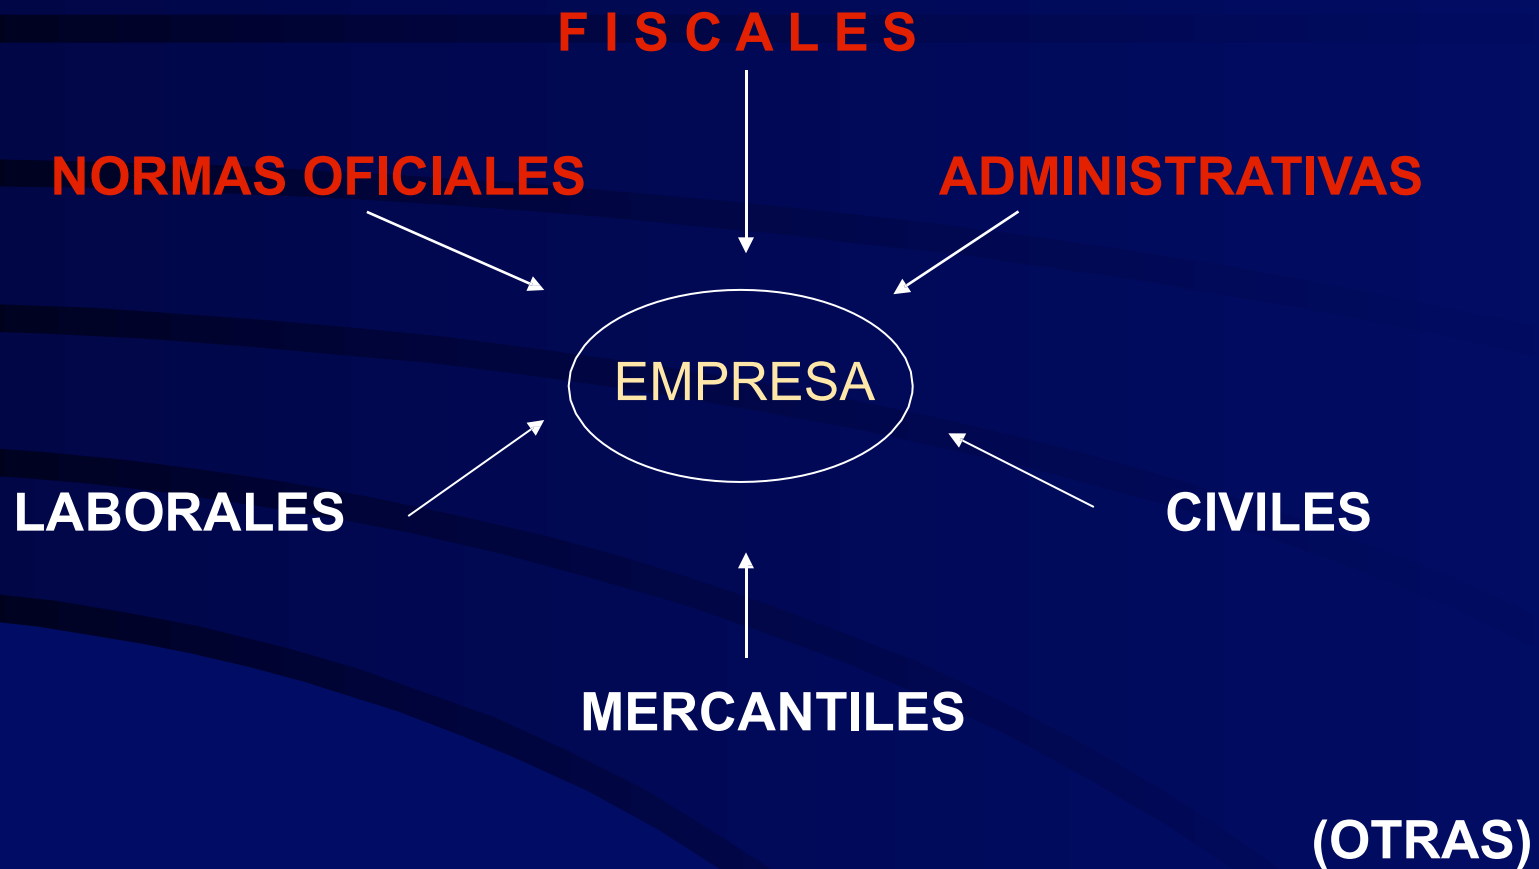 F I S C A L E S
NORMAS OFICIALES
ADMINISTRATIVAS
EMPRESA
LABORALES
CIVILES
MERCANTILES
(OTRAS)